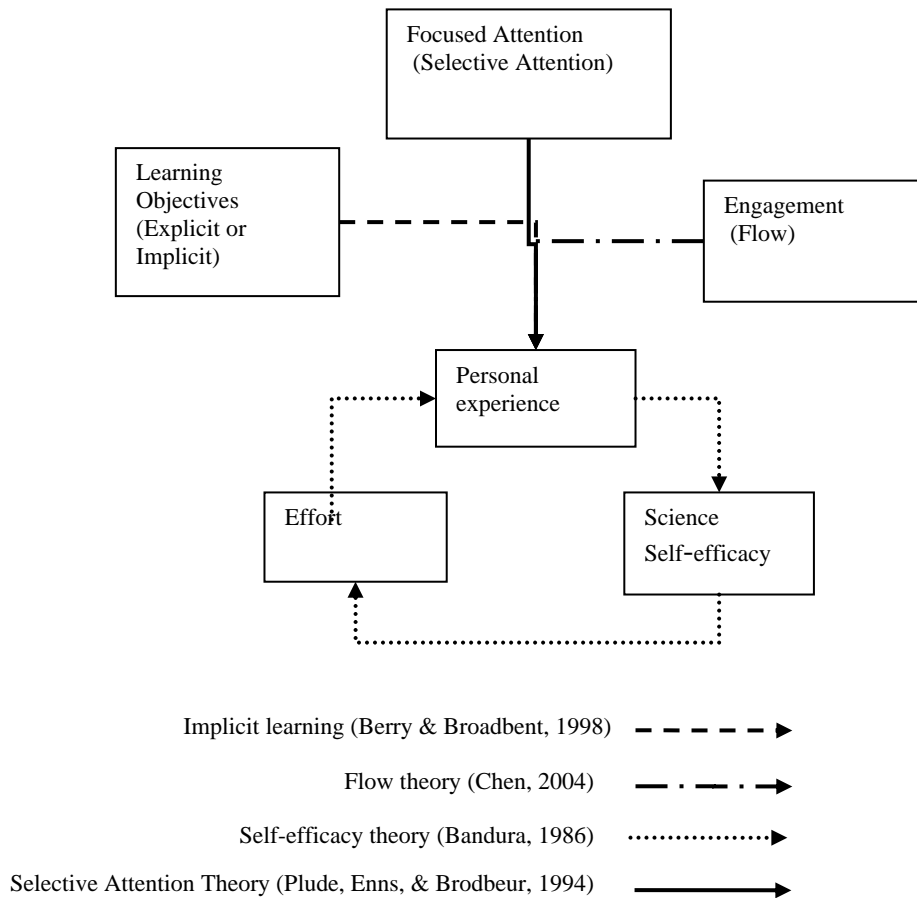 Focused Attention
(Selective Attention)
Learning
Objectives
(Explicit or
Implicit)
Engagement
(Flow)
Personal
experience
Effort
Science
Self-efficacy
Implicit learning (Berry & Broadbent, 1998)
Flow theory (Chen, 2004)
Self-efficacy theory (Bandura, 1986)
Selective Attention Theory (Plude, Enns, & Brodbeur, 1994)